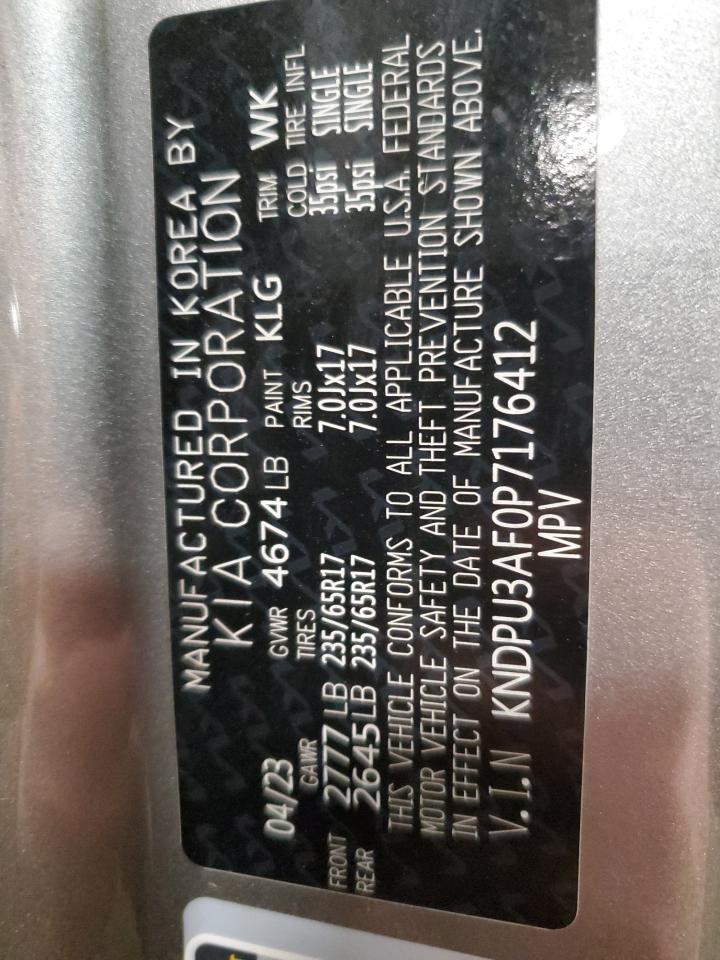 MANUFACTURED IN KOREA BY
KIA CORPORATION
04/23 GVWR 4674 LB PAINT KLG TRIM. WK
GAWR TIRES RIMS COLD TIRE INFL
FRONT 2777 LB 235/65R17 7.0Jx17 35psi SINGLE
REAR 2645 LB 235/65R17 7.0Jx17 35psi SINGLE
THIS VEHICLE CONFORMS TO ALL APPLICABLE U.S.A. FEDERAL
MOTOR VEHICLE SAFETY AND THEFT PREVENTION STANDARDS
IN EFFECT ON THE DATE OF MANUFACTURE SHOWN ABOVE.
V.I.N KNDPU3AF0P7176412
MPV